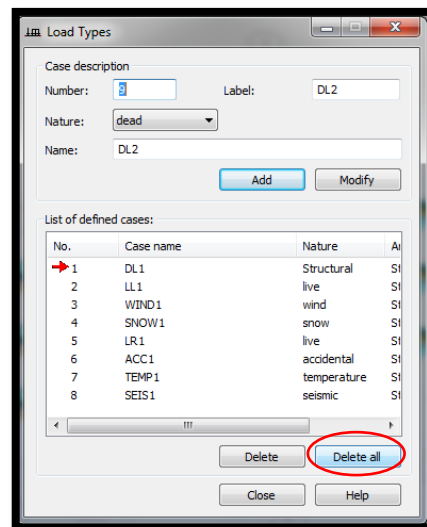 Load Types
Case description
Number: 9 Label: DL2
Nature: dead
Name: DL2
Add Modify
List of defined cases:
No. Case name Nature
1 DL1 Structural
2 LL1 live
3 WIND1 wind
4 SNOW1 snow
5 LR1 live
6 ACC1 accidental
7 TEMP1 temperature
8 SEIS1 seismic
Delete Delete all
Close Help